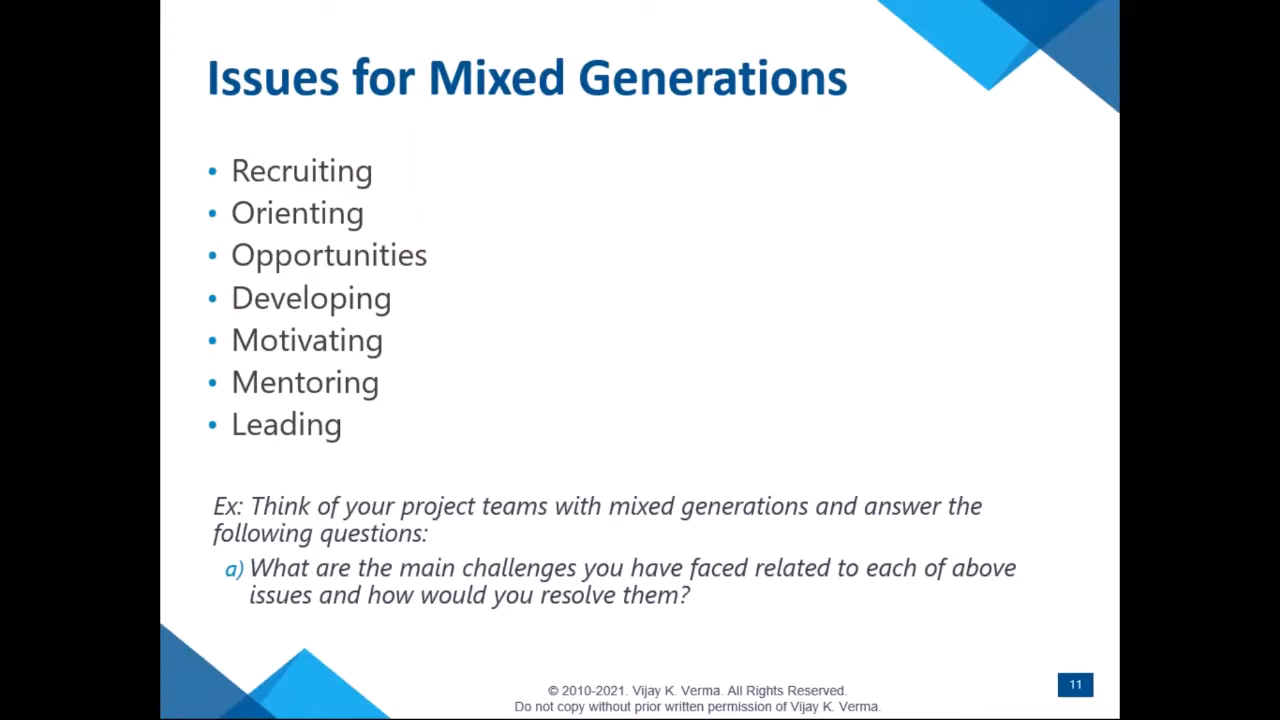 Issues for Mixed Generations
• Recruiting
• Orienting
• Opportunities
• Developing
• Motivating
• Mentoring
• Leading
Ex: Think of your project teams with mixed generations and answer the
following questions:
a) What are the main challenges you have faced related to each of above
issues and how would you resolve them?
© 2010-2021. Vijay K. Verma. All Rights Reserved.
Do not copy without prior written permission of Vijay K. Verma.
11